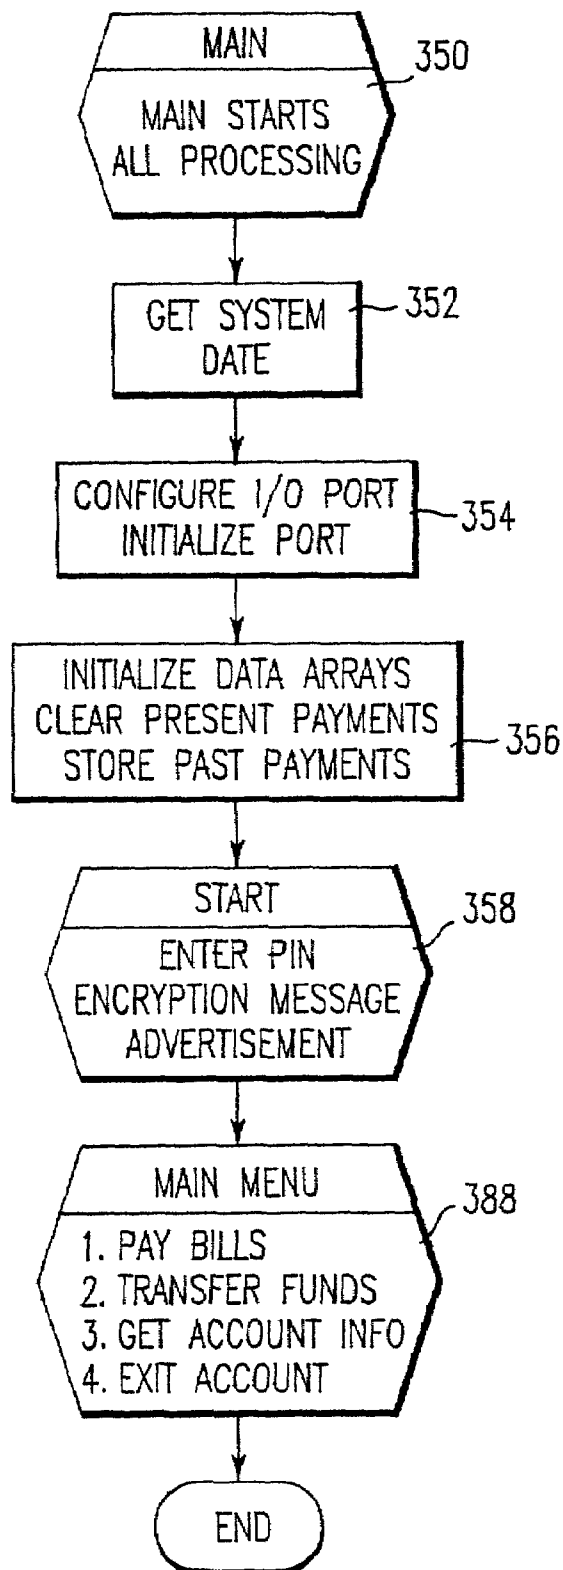 MAIN
350
MAIN STARTS
ALL PROCESSING
GET SYSTEM
DATE
352
CONFIGURE I/O PORT
INITIALIZE PORT
354
INITIALIZE DATA ARRAYS
CLEAR PRESENT PAYMENTS
STORE PAST PAYMENTS
356
START
358
ENTER PIN
ENCRYPTION MESSAGE
ADVERTISEMENT
MAIN MENU
388
1. PAY BILLS
2. TRANSFER FUNDS
3. GET ACCOUNT INFO
4. EXIT ACCOUNT
END